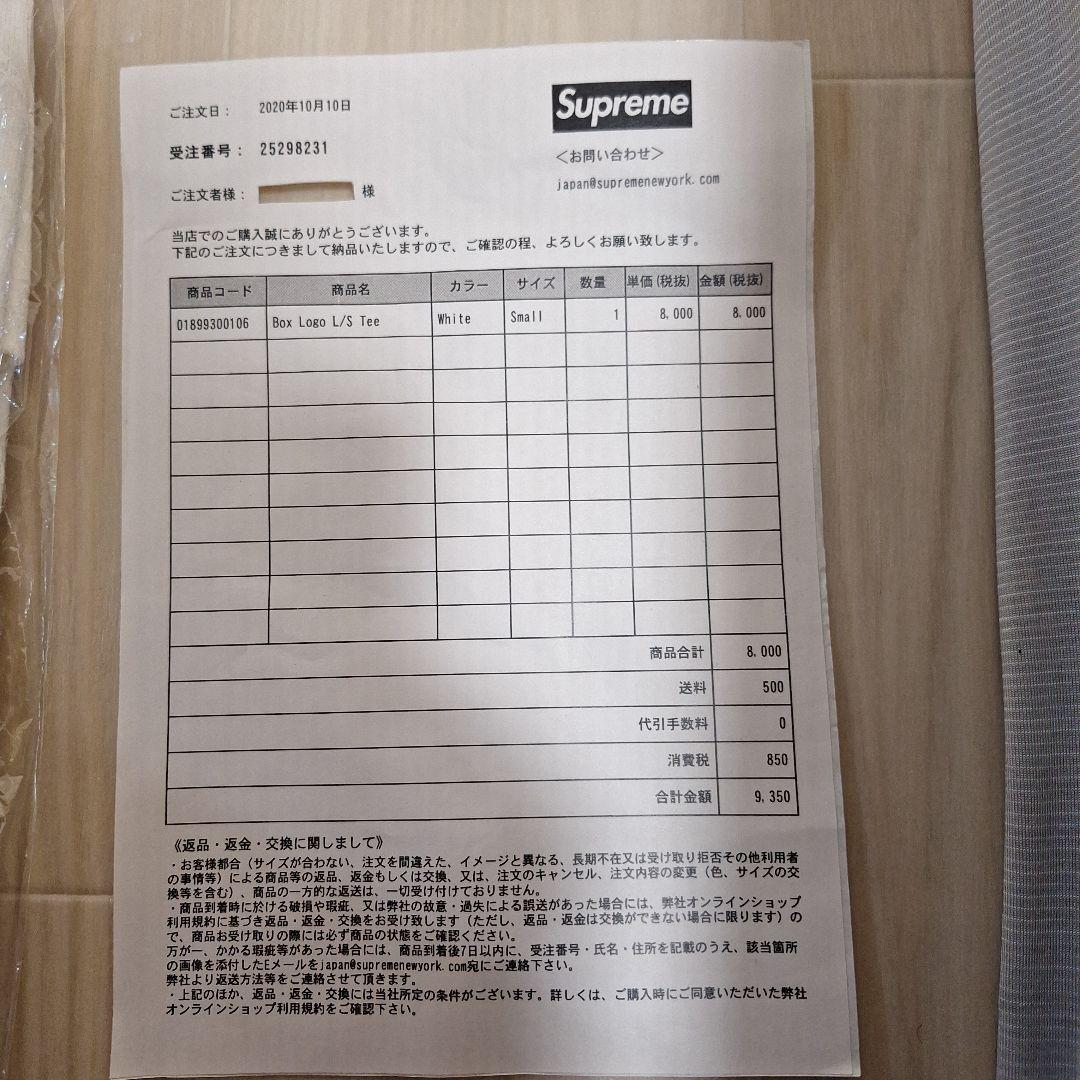 Supreme
ご注文日： 2020年10月10日
受注番号： 25298231
＜お問い合わせ＞
ご注文者様： 様
japan@supremenewyork.com
当店でのご購入誠にありがとうございます。
下記のご注文につきまして納品いたしますので、ご確認の程、よろしくお願い致します。
商品コード 商品名 カラー サイズ 数量 単価(税抜) 金額(税抜)
01899300106 Box Logo L/S Tee White Small 1 8,000 8,000
商品合計 8,000
送料 500
代引手数料 0
消費税 850
合計金額 9,350
《返品・返金・交換に関しまして》
・お客様都合（サイズが合わない、注文を間違えた、イメージと異なる、長期不在又は受け取り拒否その他利用者
の事情等）による商品等の返品、返金もしくは交換、又は、注文のキャンセル、注文内容の変更（色、サイズの交
換等を含む）、商品の一方的な返送は、一切受け付けておりません。
・商品到着時に於ける破損や瑕疵、又は弊社の故意・過失による誤送があった場合には、弊社オンラインショップ
利用規約に基づき返品・返金・交換をお受け致します（ただし、返品・返金は交換ができない場合に限ります）の
で、商品お受け取りの際には必ず商品の状態をご確認ください。
万が一、かかる瑕疵等があった場合には、商品到着後7日以内に、受注番号・氏名・住所を記載のうえ、該当箇所
の画像を添付したEメールをjapan@supremenewyork.com宛にご連絡下さい。
弊社より返送方法等をご連絡させて頂きます。
・上記のほか、返品・返金・交換には当社所定の条件がございます。詳しくは、ご購入時にご同意いただいた弊社
オンラインショップ利用規約をご確認下さい。